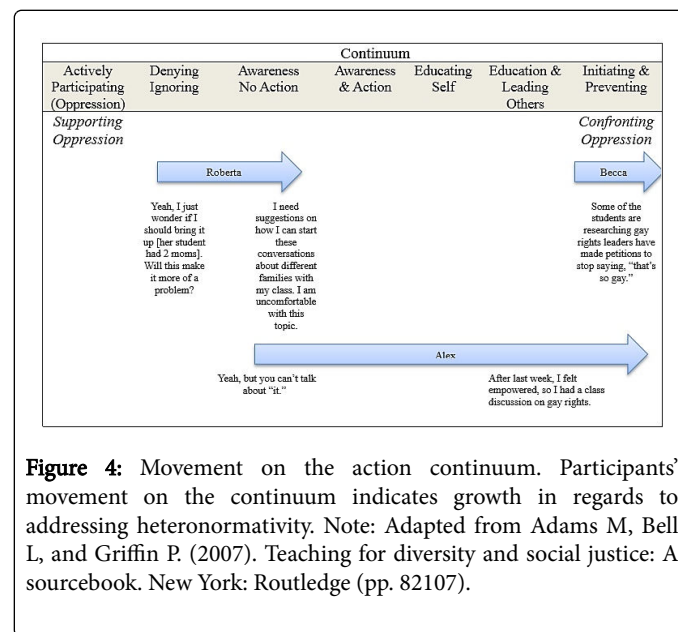 Continuum
Actively
Participating
(Oppression)
Denying
Ignoring
Awareness
No Action
Awareness
& Action
Educating
Self
Education &
Leading
Others
Initiating &
Preventing
Supporting
Oppression
Confronting
Oppression
Roberta
Becca
Yeah, I just
wonder if I
should bring it
up [her student
had 2 moms].
Will this make
it more of a
problem?
I need
suggestions on
how I can start
these
conversations
about different
families with
my class. I am
uncomfortable
with this
topic.
Some of the
students are
researching gay
rights leaders have
made petitions to
stop saying, “that’s
so gay.”
Alex
Yeah, but you can’t talk
about “it.”
After last week, I felt
empowered, so I had a class
discussion on gay rights.
Figure 4: Movement on the action continuum. Participants’
movement on the continuum indicates growth in regards to
addressing heteronormativity. Note: Adapted from Adams M, Bell
L, and Griffin P. (2007). Teaching for diversity and social justice: A
sourcebook. New York: Routledge (pp. 82107).